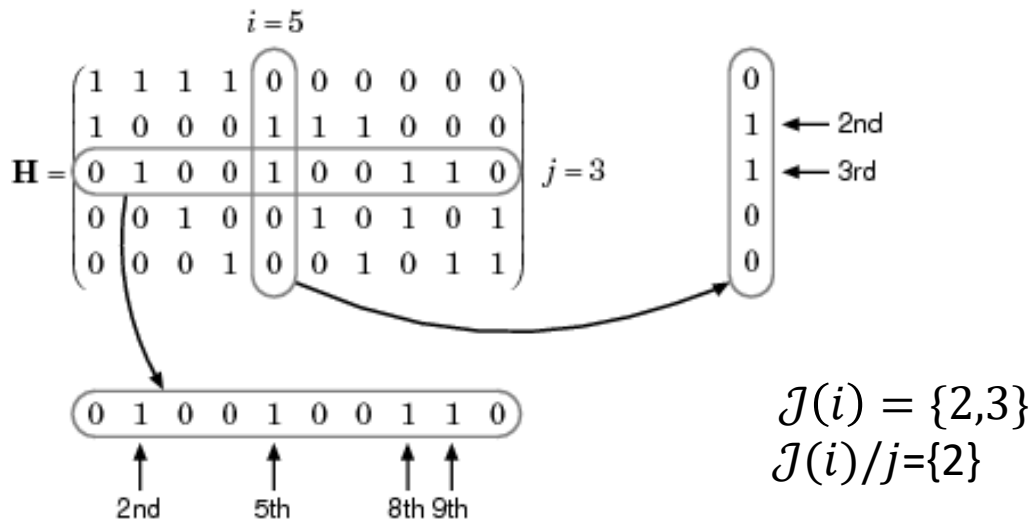 i = 5
1 1 1 1 0 0 0 0 0 0
1 0 0 0 1 1 1 0 0 0
H = 0 1 0 0 1 0 0 1 1 0 j = 3
0 0 1 0 0 1 0 1 0 1
0 0 0 1 0 0 1 0 1 1
0
1 2nd
1 3rd
0
0
0 1 0 0 1 0 0 1 1 0
2nd 5th 8th 9th
𝒥(i) = {2,3}
𝒥(i)/j={2}